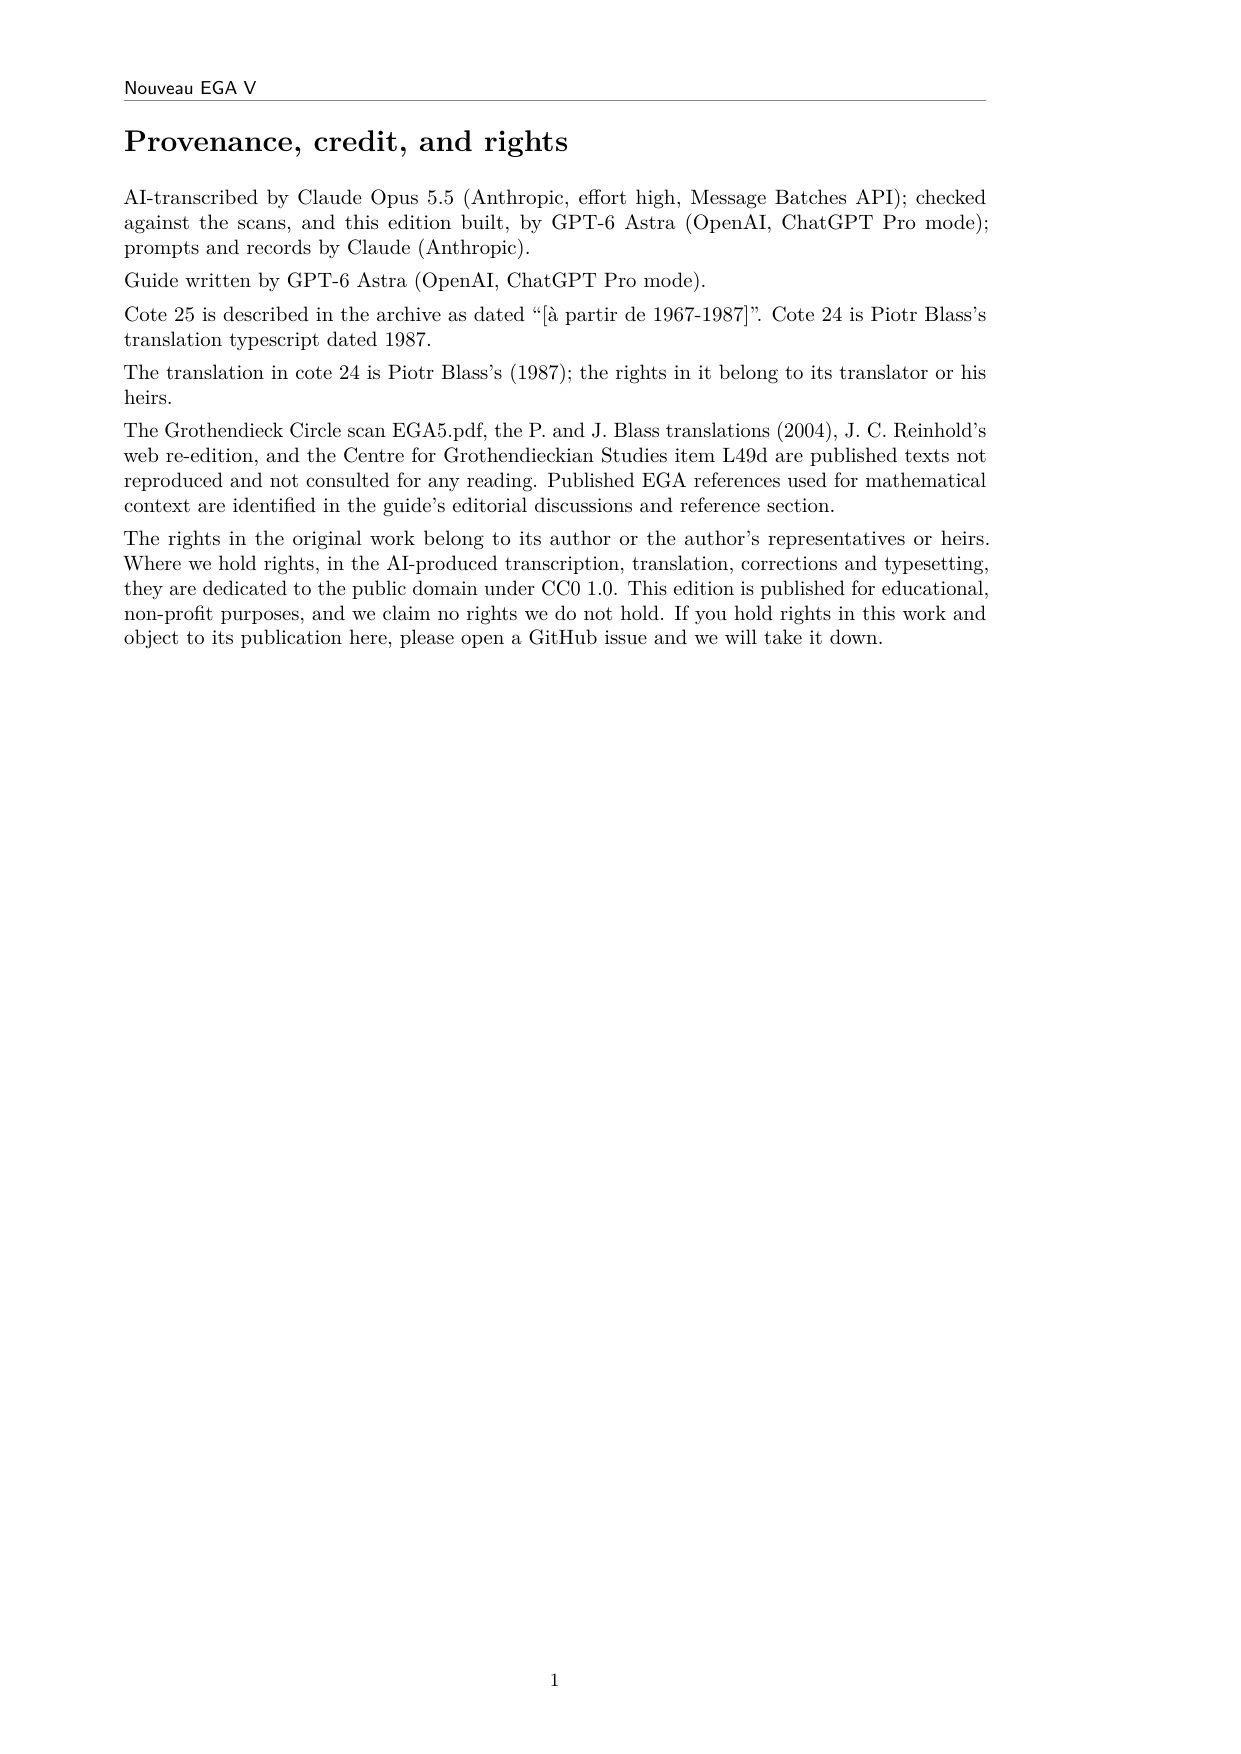 Nouveau EGA V
Provenance, credit, and rights
AI-transcribed by Claude Opus 5.5 (Anthropic, effort high, Message Batches API); checked
against the scans, and this edition built, by GPT-6 Astra (OpenAI, ChatGPT Pro mode);
prompts and records by Claude (Anthropic).
Guide written by GPT-6 Astra (OpenAI, ChatGPT Pro mode).
Cote 25 is described in the archive as dated “[à partir de 1967-1987]”. Cote 24 is Piotr Blass’s
translation typescript dated 1987.
The translation in cote 24 is Piotr Blass’s (1987); the rights in it belong to its translator or his
heirs.
The Grothendieck Circle scan EGA5.pdf, the P. and J. Blass translations (2004), J. C. Reinhold’s
web re-edition, and the Centre for Grothendieckian Studies item L49d are published texts not
reproduced and not consulted for any reading. Published EGA references used for mathematical
context are identified in the guide’s editorial discussions and reference section.
The rights in the original work belong to its author or the author’s representatives or heirs.
Where we hold rights, in the AI-produced transcription, translation, corrections and typesetting,
they are dedicated to the public domain under CC0 1.0. This edition is published for educational,
non-profit purposes, and we claim no rights we do not hold. If you hold rights in this work and
object to its publication here, please open a GitHub issue and we will take it down.
1